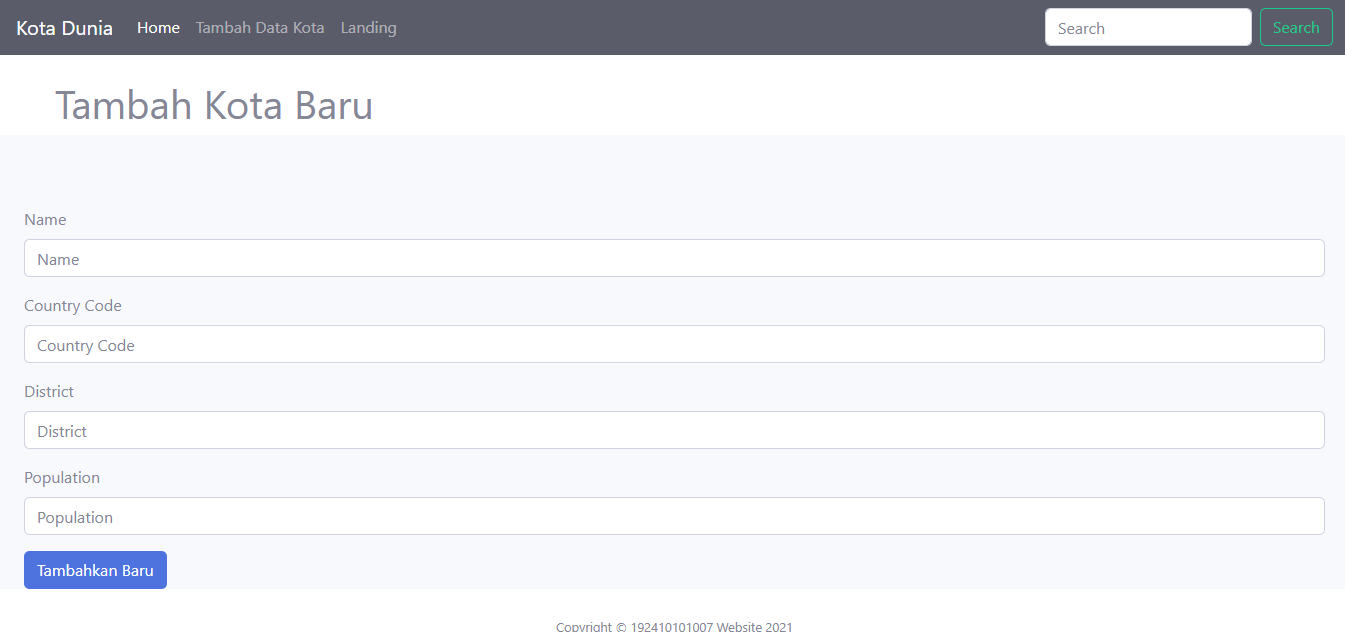 Kota Dunia Home Tambah Data Kota Landing Search Search
Tambah Kota Baru
Name
Name
Country Code
Country Code
District
District
Population
Population
Tambahkan Baru
Copyright © 192410101007 Website 2021